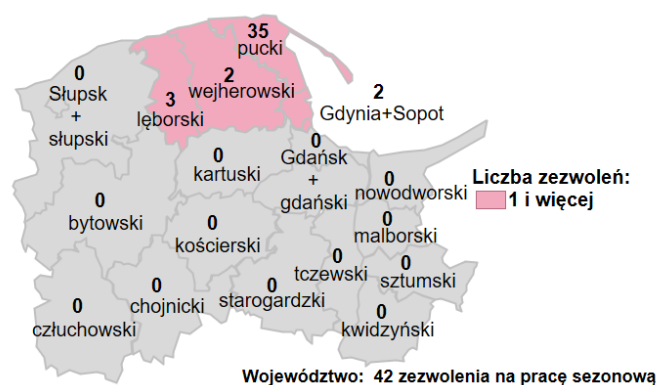 35
pucki
0
Słupsk
+
słupski
3
lęborski
2
wejherowski
2
Gdynia+Sopot
0
kartuski
0
Gdańsk
+
gdański
0
nowodworski
Liczba zezwoleń:
1 i więcej
0
bytowski
0
kościerski
0
malborski
0
tczewski
0
sztumski
0
człuchowski
0
chojnicki
0
starogardzki
0
kwidzyński
Województwo: 42 zezwolenia na pracę sezonową